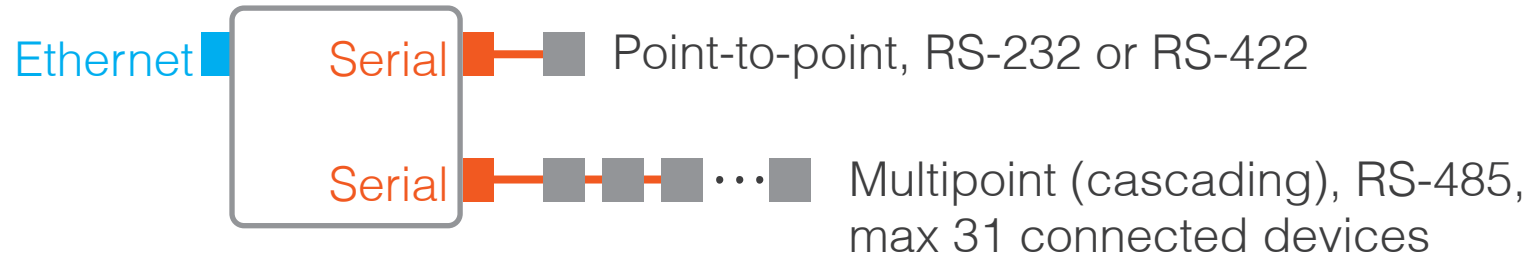 Ethernet
Serial
Point-to-point, RS-232 or RS-422
Serial
Multipoint (cascading), RS-485,
max 31 connected devices